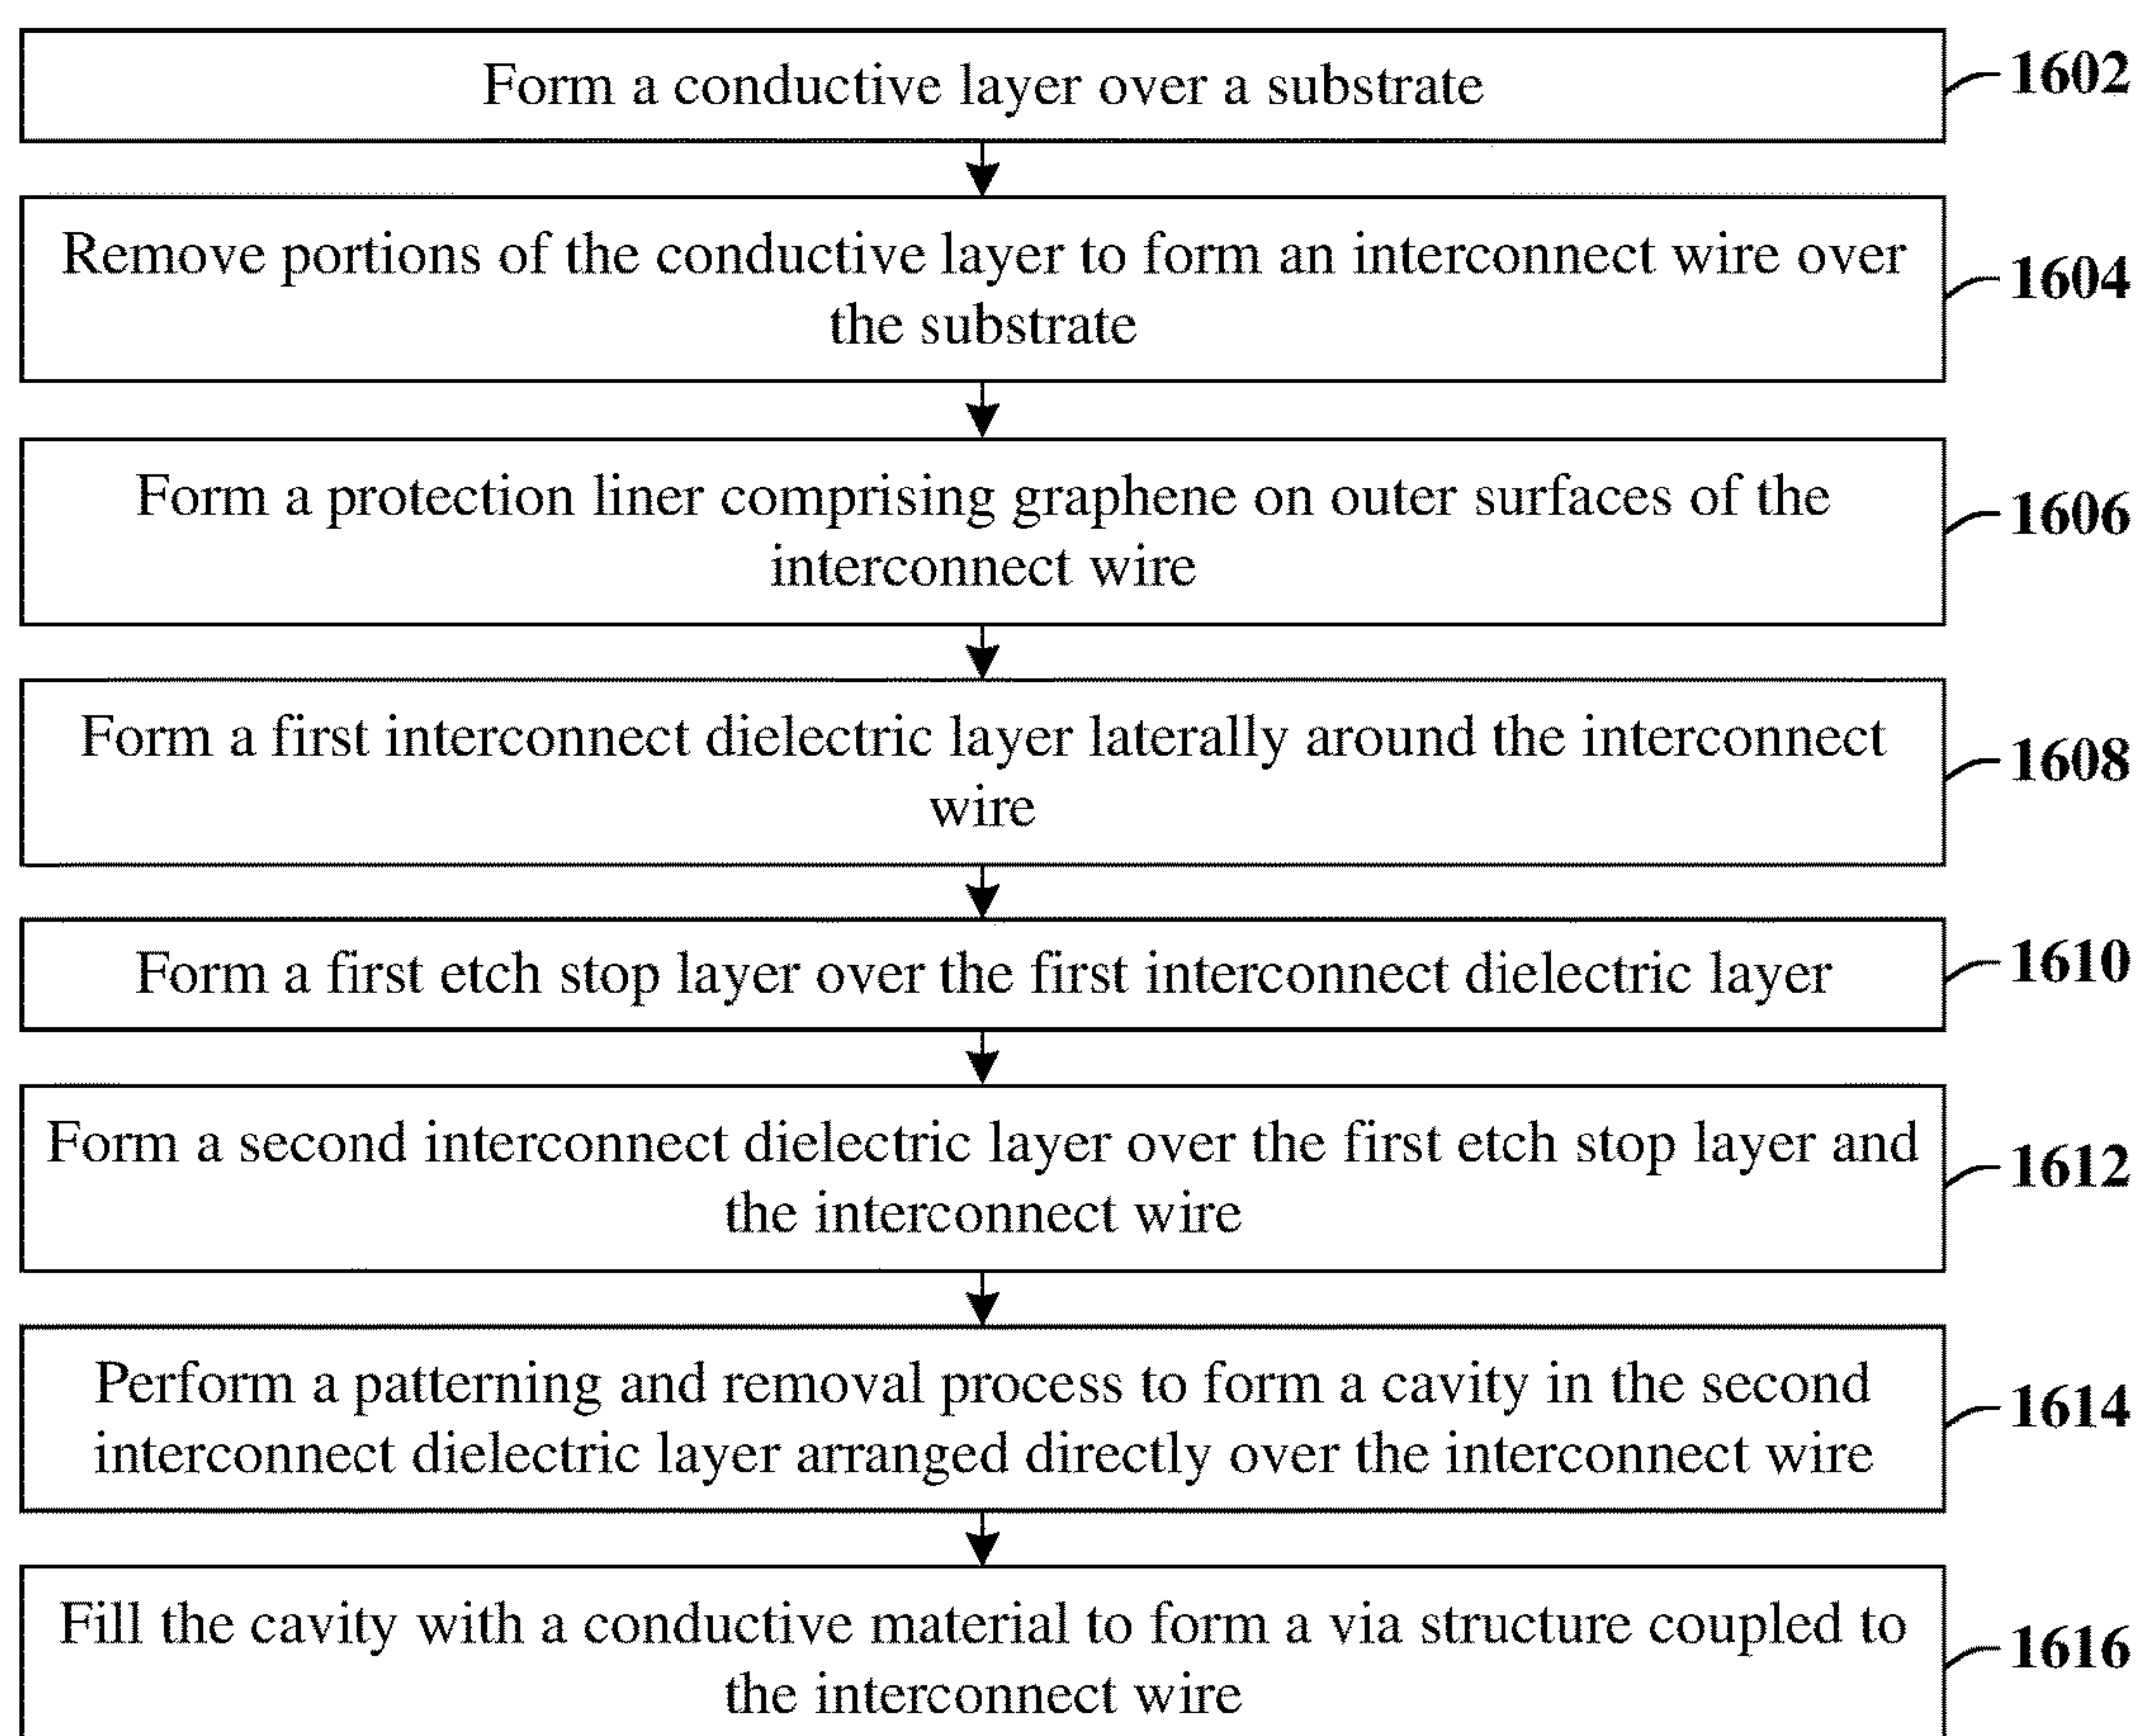 Form a conductive layer over a substrate
1602
Remove portions of the conductive layer to form an interconnect wire over
the substrate
1604
Form a protection liner comprising graphene on outer surfaces of the
interconnect wire
1606
Form a first interconnect dielectric layer laterally around the interconnect
wire
1608
Form a first etch stop layer over the first interconnect dielectric layer
1610
Form a second interconnect dielectric layer over the first etch stop layer and
the interconnect wire
1612
Perform a patterning and removal process to form a cavity in the second
interconnect dielectric layer arranged directly over the interconnect wire
1614
Fill the cavity with a conductive material to form a via structure coupled to
the interconnect wire
1616